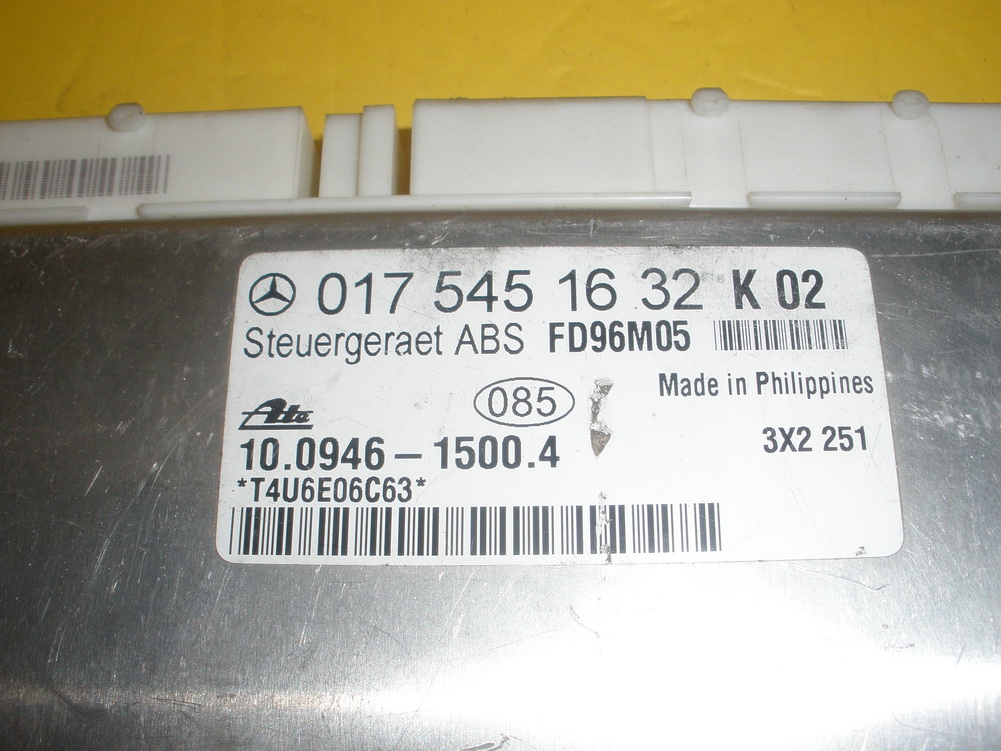 017 545 16 32 K 02
Steuergeraet ABS FD96M05
085 Made in Philippines
Ate
10.0946-1500.4 3X2 251
*T4U6E06C63*